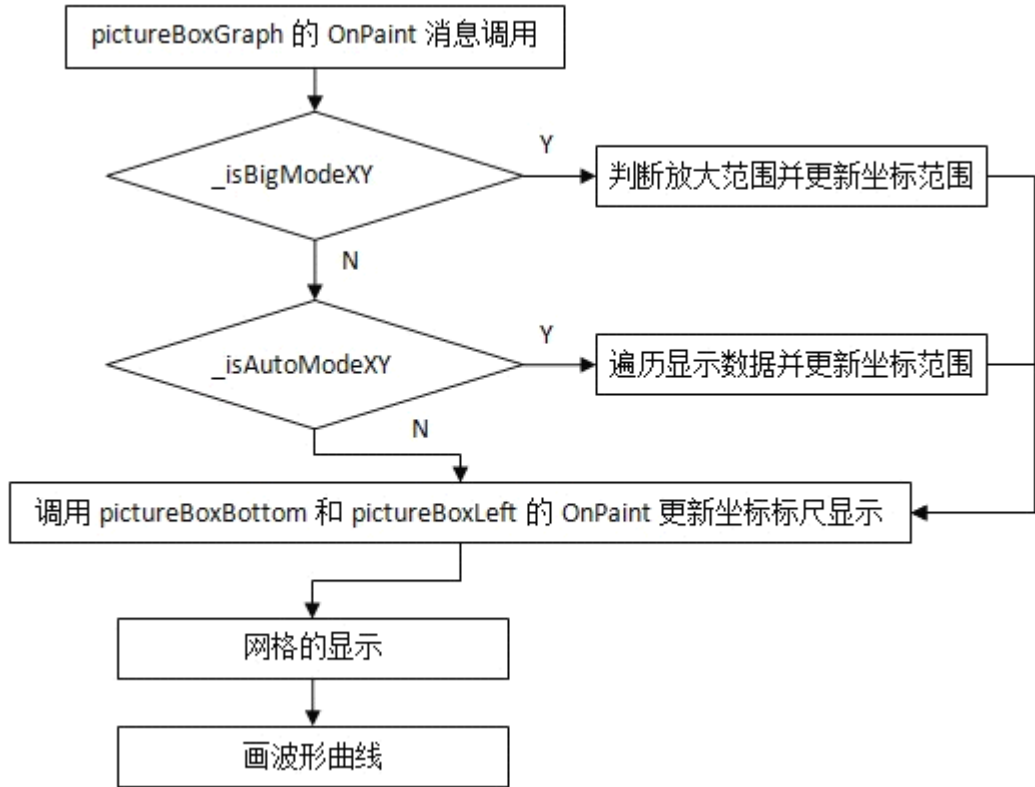 pictureBoxGraph 的 OnPaint 消息调用
_isBigModeXY
Y
判断放大范围并更新坐标范围
N
_isAutoModeXY
Y
遍历显示数据并更新坐标范围
N
调用 pictureBoxBottom 和 pictureBoxLeft 的 OnPaint 更新坐标标尺显示
网格的显示
画波形曲线